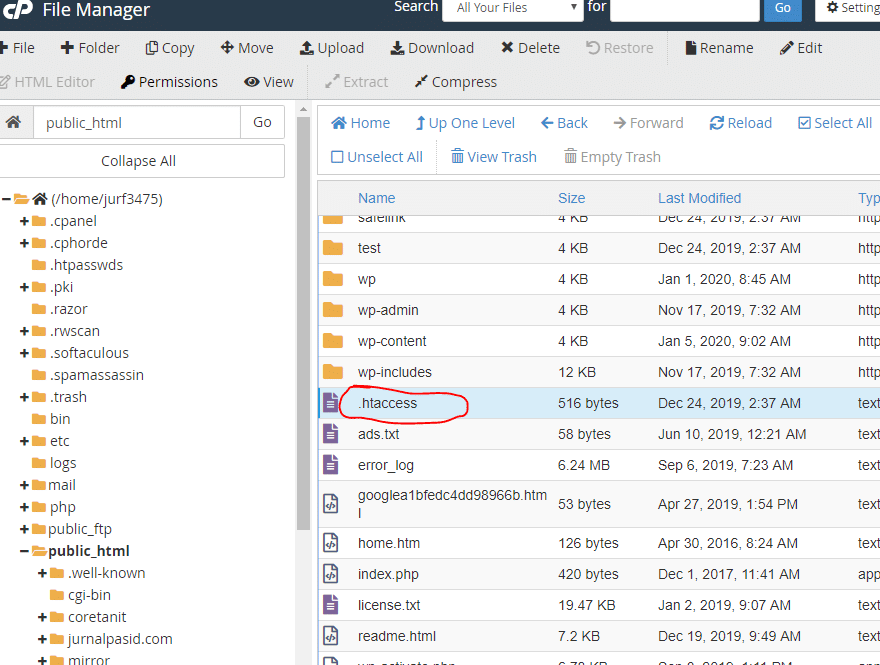 cP File Manager
Search All Your Files for Go Setting
File Folder Copy Move Upload Download Delete Restore Rename Edit
HTML Editor Permissions View Extract Compress
public_html Go
Collapse All
(/home/jurf3475)
.cpanel
.cphorde
.htpasswds
.pki
.razor
.rwscan
.softaculous
.spamassassin
.trash
bin
etc
logs
mail
php
public_ftp
public_html
.well-known
cgi-bin
coretanit
jurnalpasid.com
mirror
Home Up One Level Back Forward Reload Select All
Unselect All View Trash Empty Trash
Name Size Last Modified Typ
safelink 4 KB Dec 24, 2019, 2:37 AM http
test 4 KB Dec 24, 2019, 2:37 AM http
wp 4 KB Jan 1, 2020, 8:45 AM http
wp-admin 4 KB Nov 17, 2019, 7:32 AM http
wp-content 4 KB Jan 5, 2020, 9:02 AM http
wp-includes 12 KB Nov 17, 2019, 7:32 AM http
.htaccess 516 bytes Dec 24, 2019, 2:37 AM text
ads.txt 58 bytes Jun 10, 2019, 12:21 AM text
error_log 6.24 MB Sep 6, 2019, 7:23 AM text
googlea1bfedc4dd98966b.htm
l 53 bytes Apr 27, 2019, 1:54 PM text
home.htm 126 bytes Apr 30, 2016, 8:24 AM text
index.php 420 bytes Dec 1, 2017, 11:41 AM app
license.txt 19.47 KB Jan 2, 2019, 9:07 AM text
readme.html 7.2 KB Dec 19, 2019, 9:49 AM text